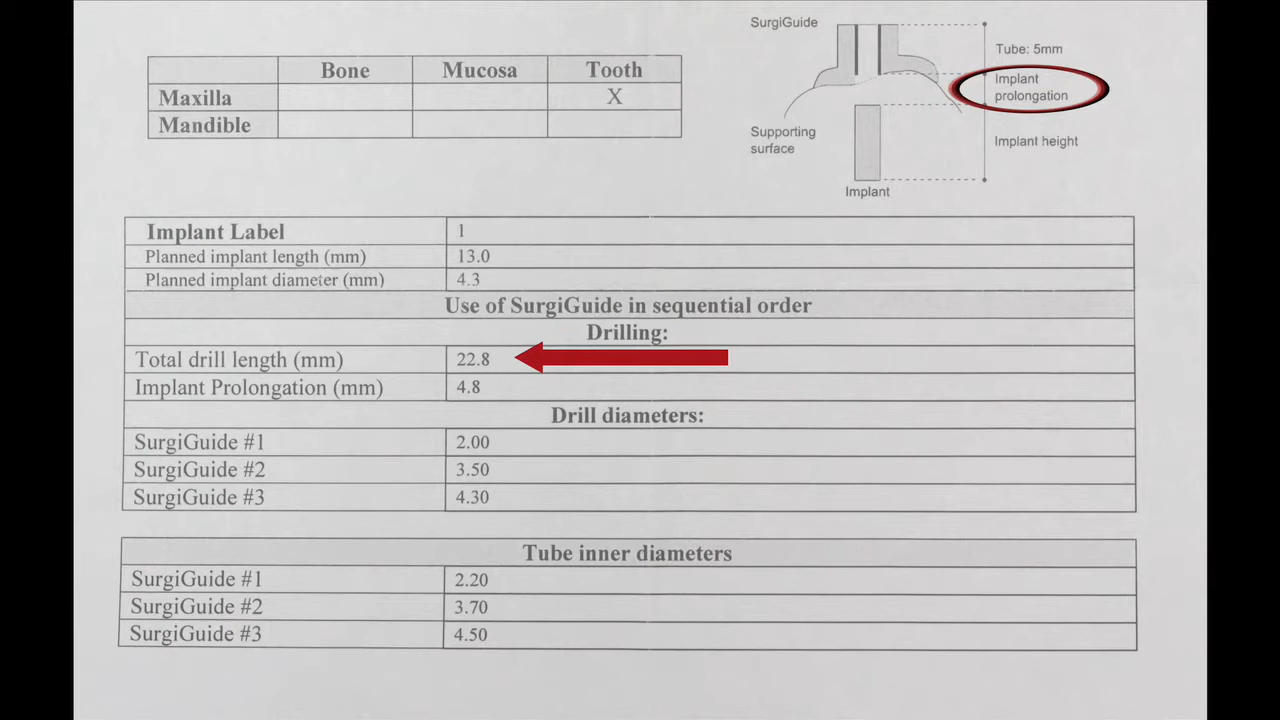 Bone Mucosa Tooth
Maxilla X
Mandible
SurgiGuide
Tube: 5mm
Implant
prolongation
Supporting
surface
Implant height
Implant
Implant Label 1
Planned implant length (mm) 13.0
Planned implant diameter (mm) 4.3
Use of SurgiGuide in sequential order
Drilling:
Total drill length (mm) 22.8
Implant Prolongation (mm) 4.8
Drill diameters:
SurgiGuide #1 2.00
SurgiGuide #2 3.50
SurgiGuide #3 4.30
Tube inner diameters
SurgiGuide #1 2.20
SurgiGuide #2 3.70
SurgiGuide #3 4.50